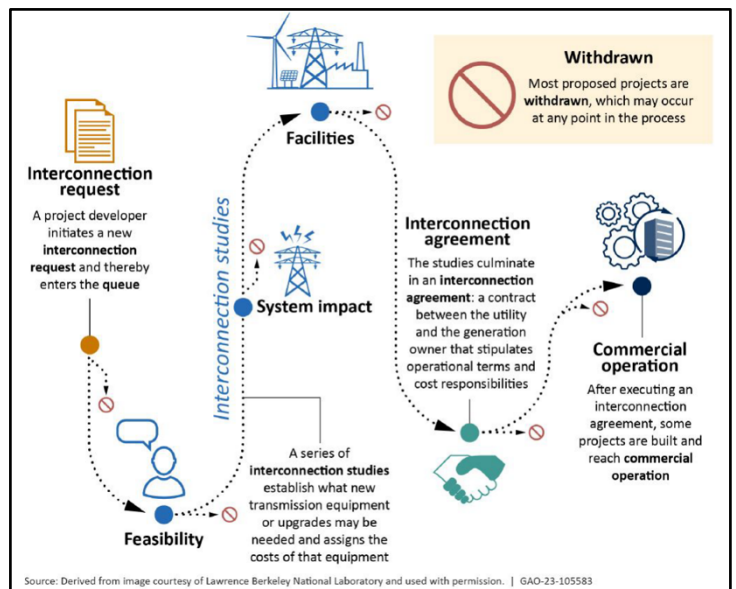 Withdrawn
Most proposed projects are
withdrawn, which may occur
at any point in the process
Facilities
Interconnection
request
A project developer
initiates a new
interconnection
request and thereby
enters the queue
Interconnection studies
System impact
Interconnection
agreement
The studies culminate
in an interconnection
agreement: a contract
between the utility
and the generation
owner that stipulates
operational terms and
cost responsibilities
Commercial
operation
After executing an
interconnection
agreement, some
projects are built and
reach commercial
operation
A series of
interconnection studies
establish what new
transmission equipment
or upgrades may be
needed and assigns the
costs of that equipment
Feasibility
Source: Derived from image courtesy of Lawrence Berkeley National Laboratory and used with permission. | GAO-23-105583